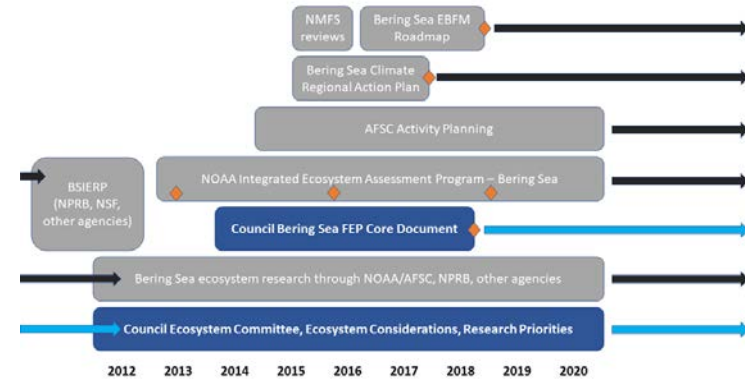 NMFS
reviews
Bering Sea EBFM
Roadmap
Bering Sea Climate
Regional Action Plan
AFSC Activity Planning
BSIERP
(NPRB, NSF,
other agencies)
NOAA Integrated Ecosystem Assessment Program – Bering Sea
Council Bering Sea FEP Core Document
Bering Sea ecosystem research through NOAA/AFSC, NPRB, other agencies
Council Ecosystem Committee, Ecosystem Considerations, Research Priorities
2012 2013 2014 2015 2016 2017 2018 2019 2020